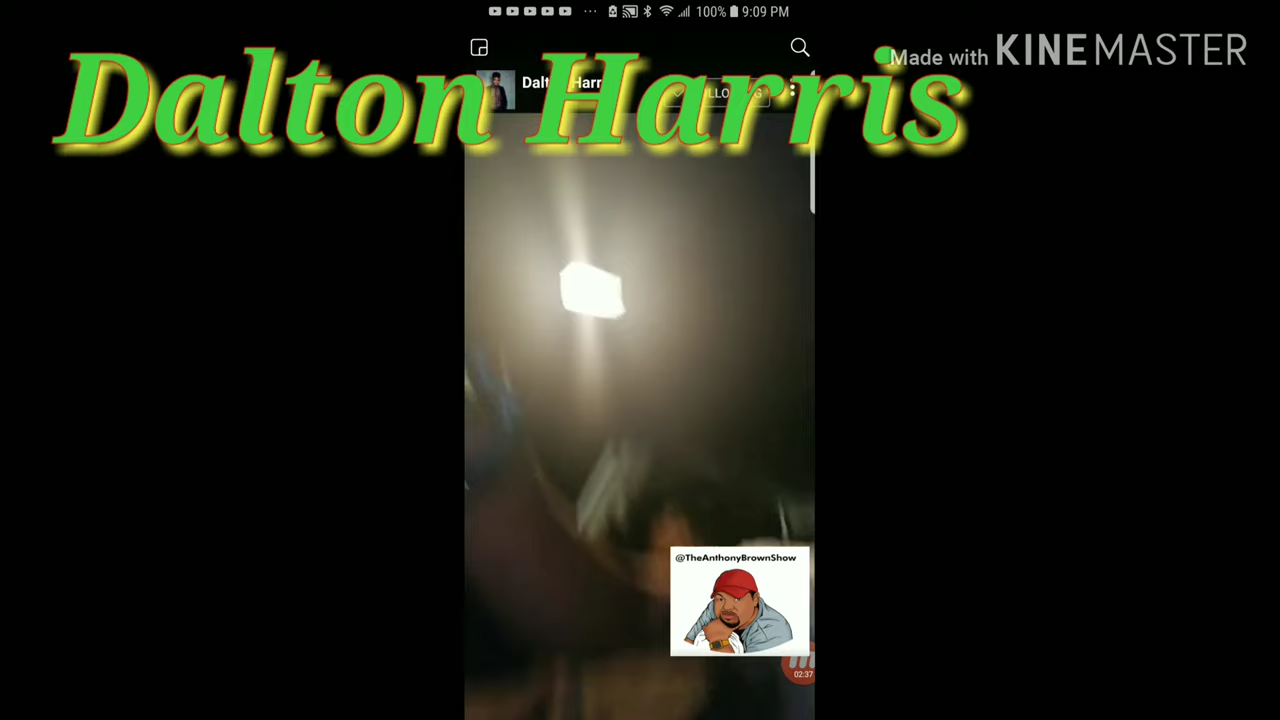 100% 9:09 PM
Made with KINEMASTER
Dalton Harris
@TheAnthonyBrownShow
02:37